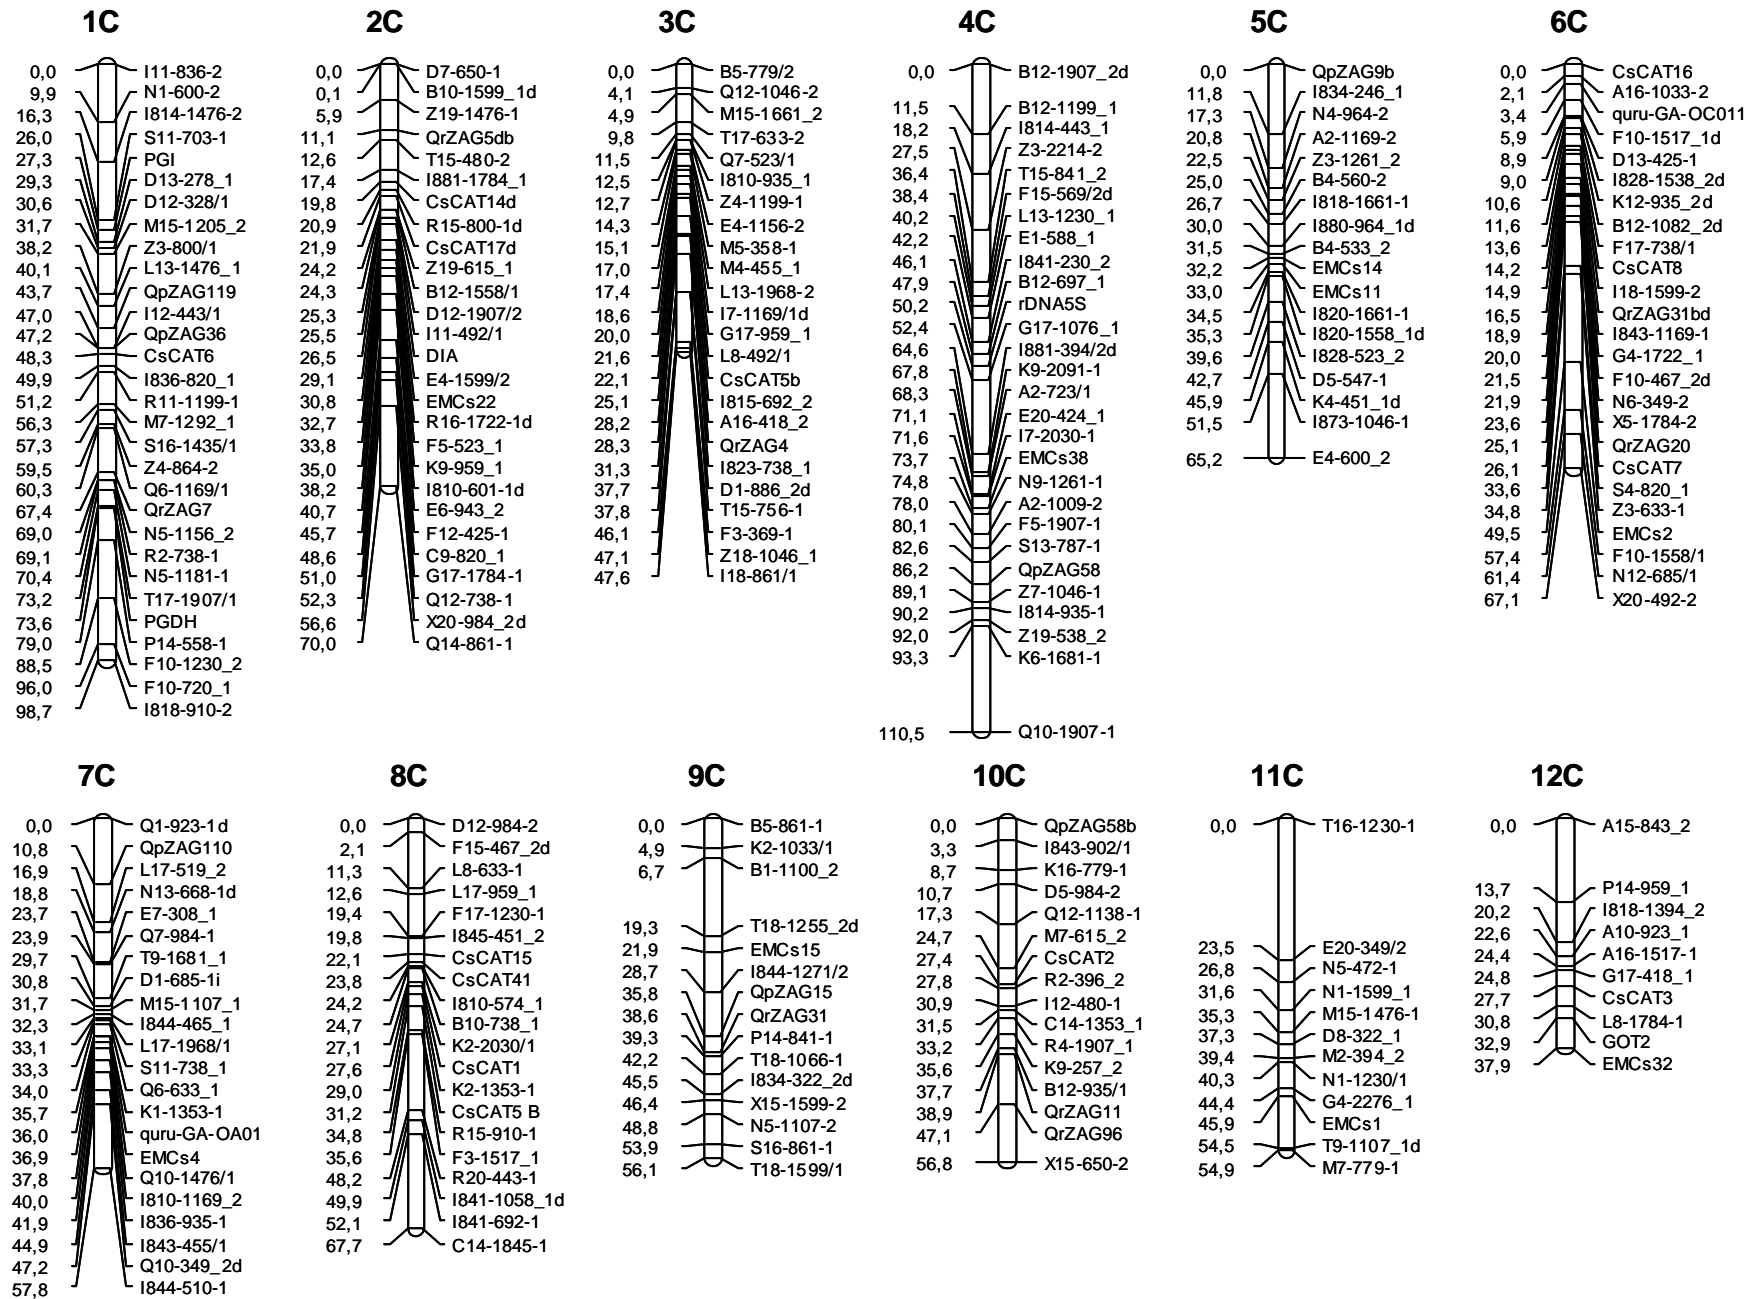 1C
0,0 I11-836-2
9,9 N1-600-2
16,3 I814-1476-2
26,0 S11-703-1
27,3 PGI
29,3 D13-278_1
30,6 D12-328/1
31,7 M15-1205_2
38,2 Z3-800/1
40,1 L13-1476_1
43,7 QpZAG119
47,0 I12-443/1
47,2 QpZAG36
48,3 CsCAT6
49,9 I836-820_1
51,2 R11-1199-1
56,3 M7-1292_1
57,3 S16-1435/1
59,5 Z4-864-2
60,3 Q6-1169/1
67,4 QrZAG7
69,0 N5-1156_2
69,1 R2-738-1
70,4 N5-1181-1
73,2 T17-1907/1
73,6 PGDH
79,0 P14-558-1
88,5 F10-1230_2
96,0 F10-720_1
98,7 I818-910-2
2C
0,0 D7-650-1
0,1 B10-1599_1d
5,9 Z19-1476-1
11,1 QrZAG5db
12,6 T15-480-2
17,4 I881-1784_1
19,8 CsCAT14d
20,9 R15-800-1d
21,9 CsCAT17d
24,2 Z19-615_1
24,3 B12-1558/1
25,3 D12-1907/2
25,5 I11-492/1
26,5 DIA
29,1 E4-1599/2
30,8 EMCs22
32,7 R16-1722-1d
33,8 F5-523_1
35,0 K9-959_1
38,2 I810-601-1d
40,7 E6-943_2
45,7 F12-425-1
48,6 C9-820_1
51,0 G17-1784-1
52,3 Q12-738-1
56,6 X20-984_2d
70,0 Q14-861-1
3C
0,0 B5-779/2
4,1 Q12-1046-2
4,9 M15-1661_2
9,8 T17-633-2
11,5 Q7-523/1
12,5 I810-935_1
12,7 Z4-1199-1
14,3 E4-1156-2
15,1 M5-358-1
17,0 M4-455_1
17,4 L13-1968-2
18,6 I7-1169/1d
20,0 G17-959_1
21,6 L8-492/1
22,1 CsCAT5b
25,1 I815-692_2
28,2 A16-418_2
28,3 QrZAG4
31,3 I823-738_1
37,7 D1-886_2d
37,8 T15-756-1
46,1 F3-369-1
47,1 Z18-1046_1
47,6 I18-861/1
4C
0,0 B12-1907_2d
11,5 B12-1199_1
18,2 I814-443_1
27,5 Z3-2214-2
36,4 T15-841_2
38,4 F15-569/2d
40,2 L13-1230_1
42,2 E1-588_1
46,1 I841-230_2
47,9 B12-697_1
50,2 rDNA5S
52,4 G17-1076_1
64,6 I881-394/2d
67,8 K9-2091-1
68,3 A2-723/1
71,1 E20-424_1
71,6 I7-2030-1
73,7 EMCs38
74,8 N9-1261-1
78,0 A2-1009-2
80,1 F5-1907-1
82,6 S13-787-1
86,2 QpZAG58
89,1 Z7-1046-1
90,2 I814-935-1
92,0 Z19-538_2
93,3 K6-1681-1
110,5 Q10-1907-1
5C
0,0 QpZAG9b
11,8 I834-246_1
17,3 N4-964-2
20,8 A2-1169-2
22,5 Z3-1261_2
25,0 B4-560-2
26,7 I818-1661-1
30,0 I880-964_1d
31,5 B4-533_2
32,2 EMCs14
33,0 EMCs11
34,5 I820-1661-1
35,3 I820-1558_1d
39,6 I828-523_2
42,7 D5-547-1
45,9 K4-451_1d
51,5 I873-1046-1
65,2 E4-600_2
6C
0,0 CsCAT16
2,1 A16-1033-2
3,4 quru-GA-OC011
5,9 F10-1517_1d
8,9 D13-425-1
9,0 I828-1538_2d
10,6 K12-935_2d
11,6 B12-1082_2d
13,6 F17-738/1
14,2 CsCAT8
14,9 I18-1599-2
16,5 QrZAG31bd
18,9 I843-1169-1
20,0 G4-1722_1
21,5 F10-467_2d
21,9 N6-349-2
23,6 X5-1784-2
25,1 QrZAG20
26,1 CsCAT7
33,6 S4-820_1
34,8 Z3-633-1
49,5 EMCs2
57,4 F10-1558/1
61,4 N12-685/1
67,1 X20-492-2
7C
0,0 Q1-923-1d
10,8 QpZAG110
16,9 L17-519_2
18,8 N13-668-1d
23,7 E7-308_1
23,9 Q7-984-1
29,7 T9-1681_1
30,8 D1-685-1i
31,7 M15-1107_1
32,3 I844-465_1
33,1 L17-1968/1
33,3 S11-738_1
34,0 Q6-633_1
35,7 K1-1353-1
36,0 quru-GA-OA01
36,9 EMCs4
37,8 Q10-1476/1
40,0 I810-1169_2
41,9 I836-935-1
44,9 I843-455/1
47,2 Q10-349_2d
57,8 I844-510-1
8C
0,0 D12-984-2
2,1 F15-467_2d
11,3 L8-633-1
12,6 L17-959_1
19,4 F17-1230-1
19,8 I845-451_2
22,1 CsCAT15
23,8 CsCAT41
24,2 I810-574_1
24,7 B10-738_1
27,1 K2-2030/1
27,6 CsCAT1
29,0 K2-1353-1
31,2 CsCAT5 B
34,8 R15-910-1
35,6 F3-1517_1
48,2 R20-443-1
49,9 I841-1058_1d
52,1 I841-692-1
67,7 C14-1845-1
9C
0,0 B5-861-1
4,9 K2-1033/1
6,7 B1-1100_2
19,3 T18-1255_2d
21,9 EMCs15
28,7 I844-1271/2
35,8 QpZAG15
38,6 QrZAG31
39,3 P14-841-1
42,2 T18-1066-1
45,5 I834-322_2d
46,4 X15-1599-2
48,8 N5-1107-2
53,9 S16-861-1
56,1 T18-1599/1
10C
0,0 QpZAG58b
3,3 I843-902/1
8,7 K16-779-1
10,7 D5-984-2
17,3 Q12-1138-1
24,7 M7-615_2
27,4 CsCAT2
27,8 R2-396_2
30,9 I12-480-1
31,5 C14-1353_1
33,2 R4-1907_1
35,6 K9-257_2
37,7 B12-935/1
38,9 QrZAG11
47,1 QrZAG96
56,8 X15-650-2
11C
0,0 T16-1230-1
23,5 E20-349/2
26,8 N5-472-1
31,6 N1-1599_1
35,3 M15-1476-1
37,3 D8-322_1
39,4 M2-394_2
40,3 N1-1230/1
44,4 G4-2276_1
45,9 EMCs1
54,5 T9-1107_1d
54,9 M7-779-1
12C
0,0 A15-843_2
13,7 P14-959_1
20,2 I818-1394_2
22,6 A10-923_1
24,4 A16-1517-1
24,8 G17-418_1
27,7 CsCAT3
30,8 L8-1784-1
32,9 GOT2
37,9 EMCs32